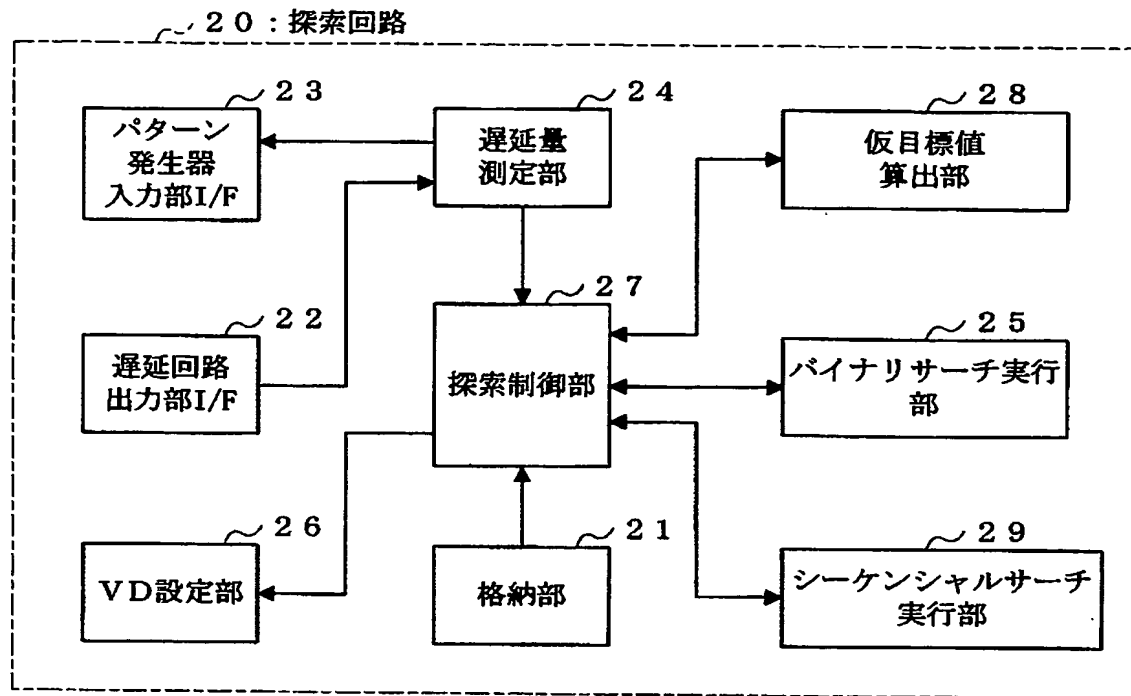 ２０：探索回路
２３
パターン
発生器
入力部I/F
２４
遅延量
測定部
２８
仮目標値
算出部
２２
遅延回路
出力部I/F
２７
探索制御部
２５
バイナリサーチ実行
部
２６
ＶＤ設定部
２１
格納部
２９
シーケンシャルサーチ
実行部